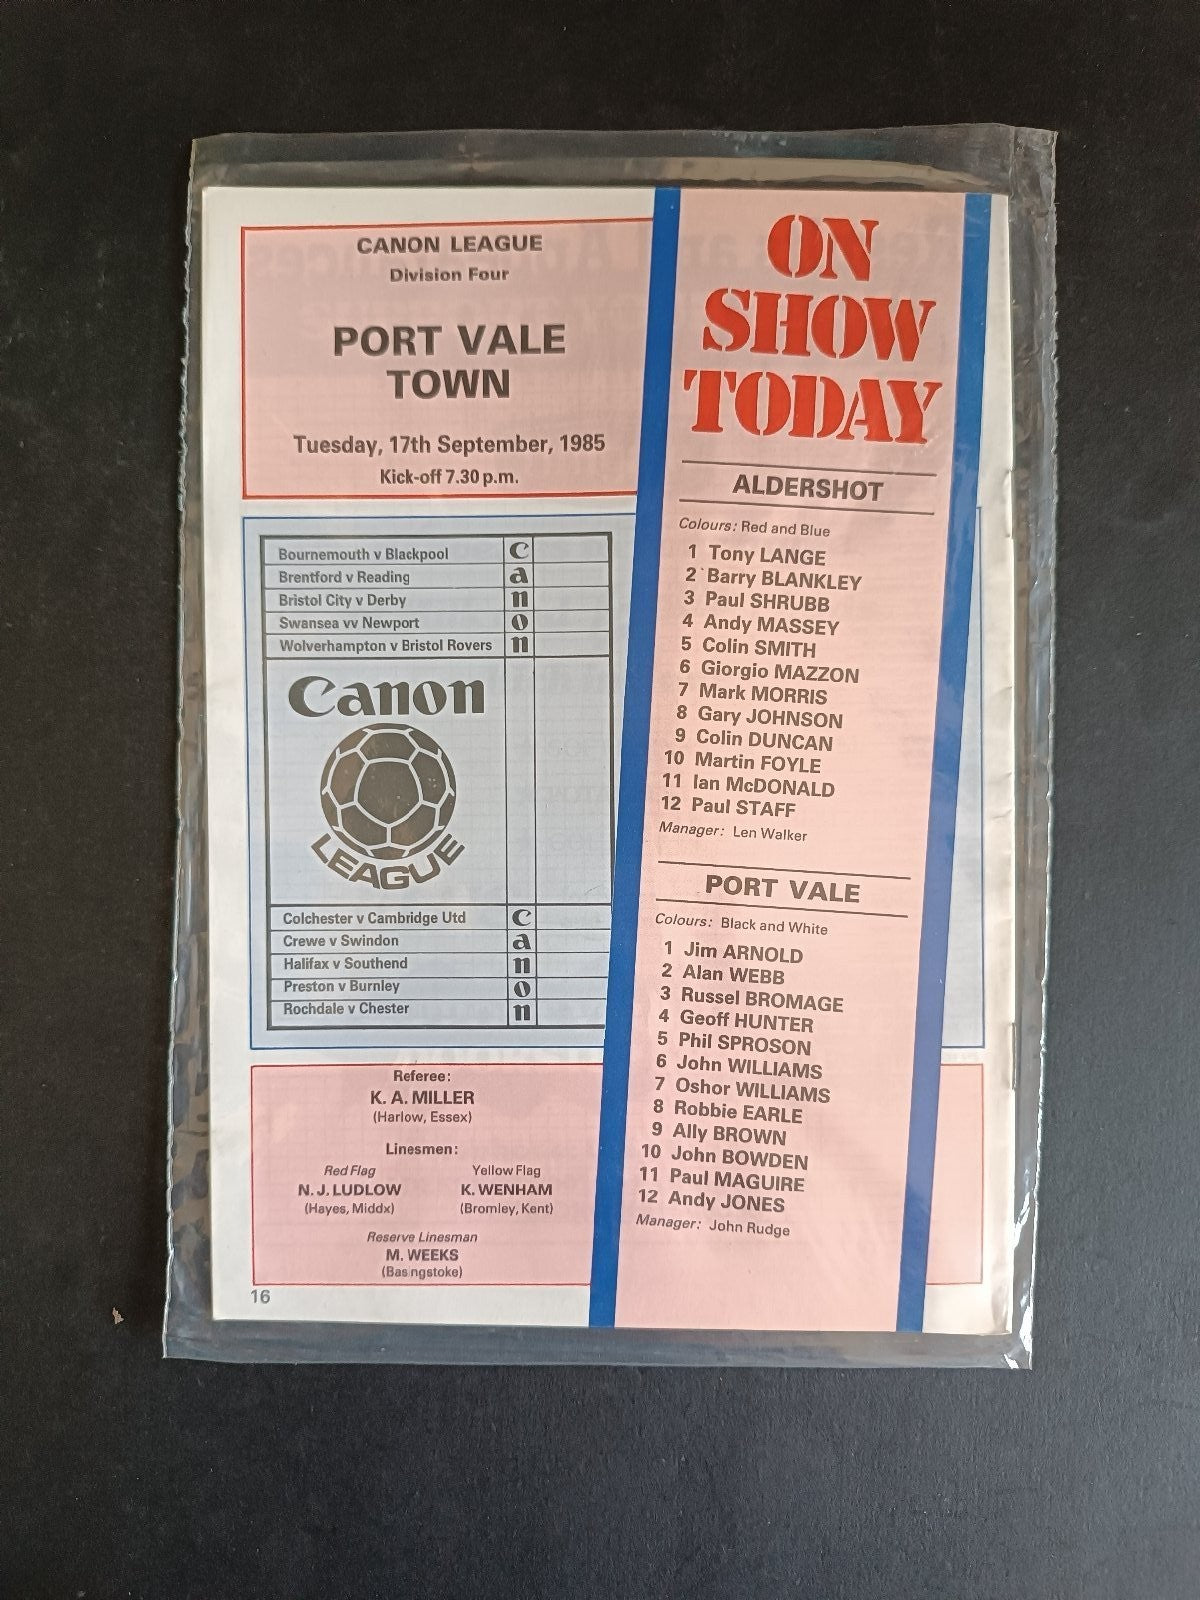 CANON LEAGUE
Division Four
PORT VALE
TOWN
Tuesday, 17th September, 1985
Kick-off 7.30 p.m.
Bournemouth v Blackpool C
Brentford v Reading a
Bristol City v Derby n
Swansea vv Newport o
Wolverhampton v Bristol Rovers n
Canon
LEAGUE
Colchester v Cambridge Utd C
Crewe v Swindon a
Halifax v Southend n
Preston v Burnley o
Rochdale v Chester n
Referee:
K. A. MILLER
(Harlow, Essex)
Linesmen:
Red Flag Yellow Flag
N. J. LUDLOW K. WENHAM
(Hayes, Middx) (Bromley, Kent)
Reserve Linesman
M. WEEKS
(Basingstoke)
16
ON
SHOW
TODAY
ALDERSHOT
Colours: Red and Blue
1 Tony LANGE
2 Barry BLANKLEY
3 Paul SHRUBB
4 Andy MASSEY
5 Colin SMITH
6 Giorgio MAZZON
7 Mark MORRIS
8 Gary JOHNSON
9 Colin DUNCAN
10 Martin FOYLE
11 Ian McDONALD
12 Paul STAFF
Manager: Len Walker
PORT VALE
Colours: Black and White
1 Jim ARNOLD
2 Alan WEBB
3 Russel BROMAGE
4 Geoff HUNTER
5 Phil SPROSON
6 John WILLIAMS
7 Oshor WILLIAMS
8 Robbie EARLE
9 Ally BROWN
10 John BOWDEN
11 Paul MAGUIRE
12 Andy JONES
Manager: John Rudge